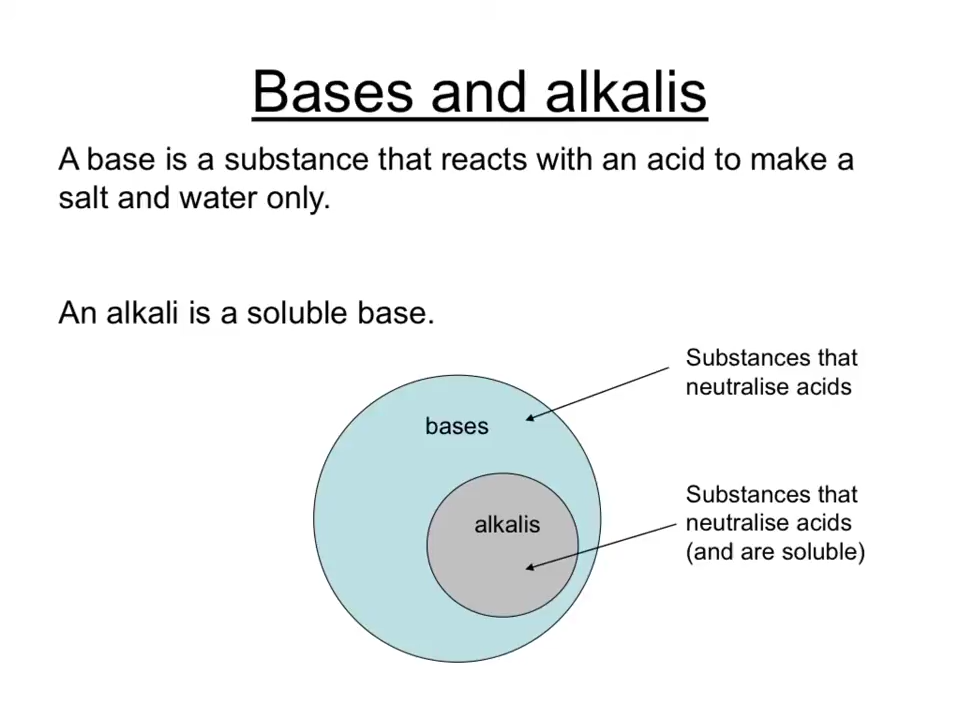 Bases and alkalis
A base is a substance that reacts with an acid to make a
salt and water only.
An alkali is a soluble base.
Substances that
neutralise acids
bases
Substances that
neutralise acids
(and are soluble)
alkalis